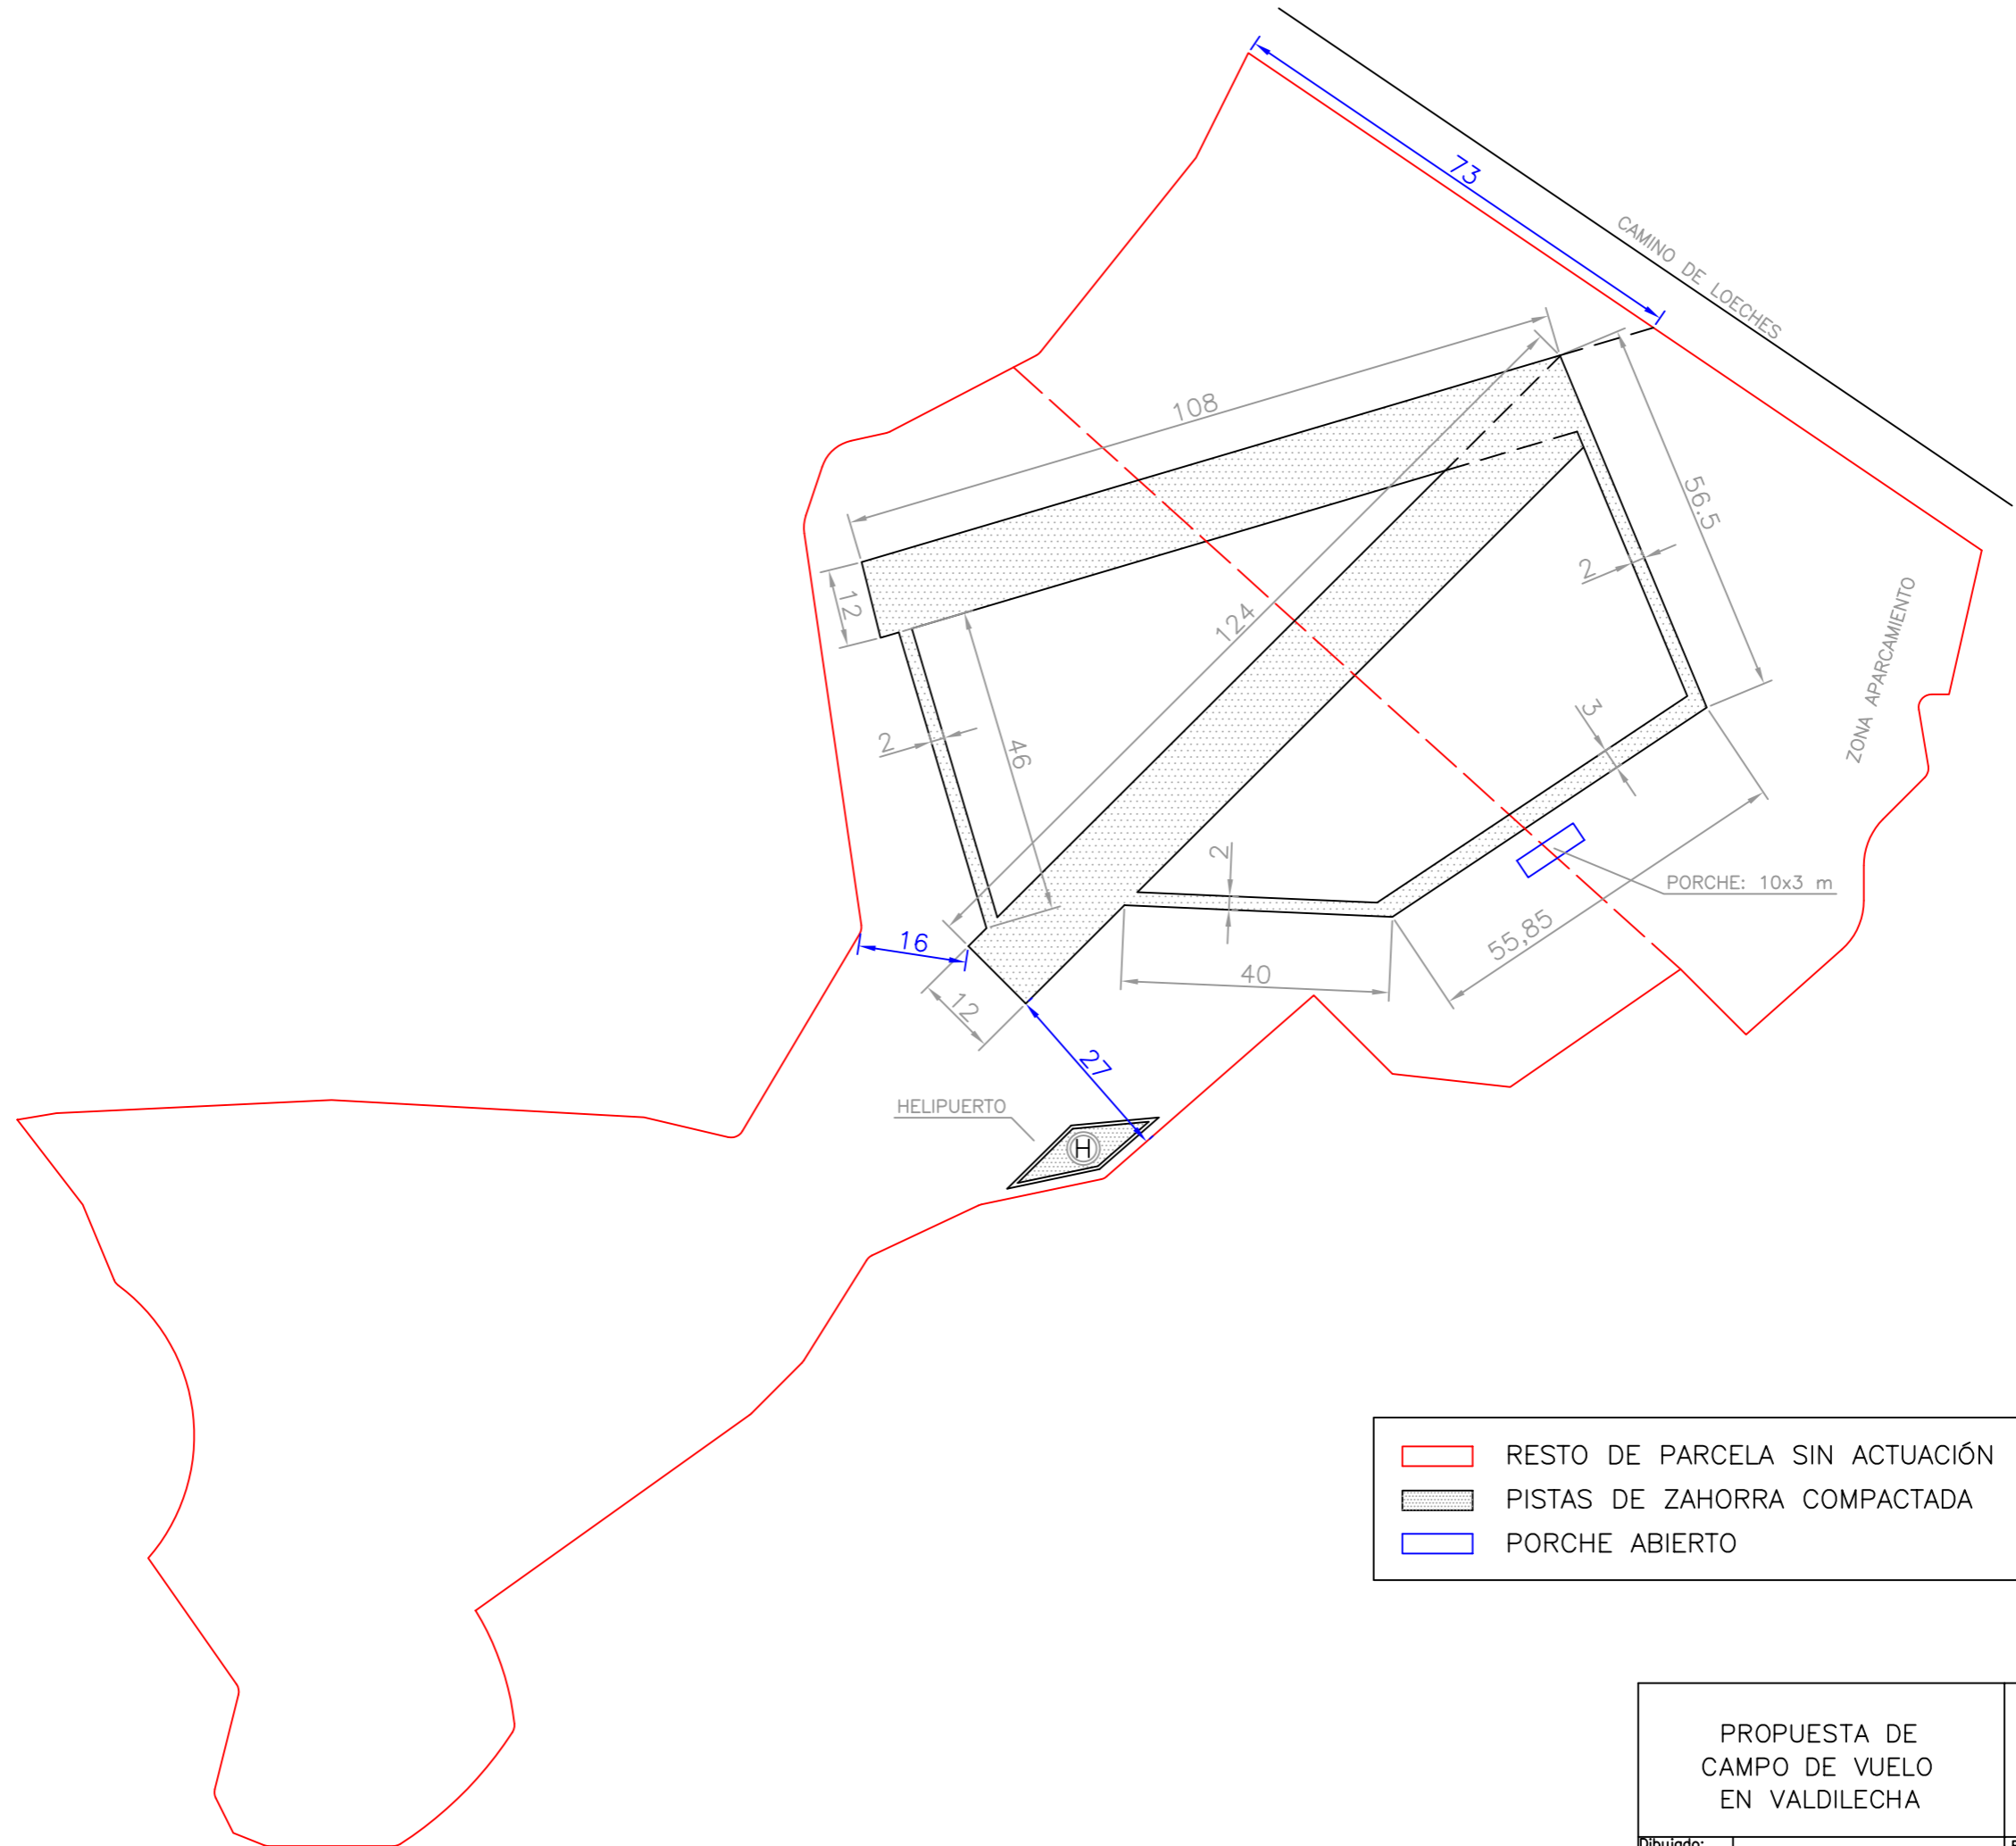 73
CAMINO DE LOECHES
108
56.5
2
12
124
ZONA APARCAMIENTO
3
2
46
2
PORCHE: 10x3 m
55,85
16
40
12
27
HELIPUERTO
H
RESTO DE PARCELA SIN ACTUACIÓN
PISTAS DE ZAHORRA COMPACTADA
PORCHE ABIERTO
PROPUESTA DE
CAMPO DE VUELO
EN VALDILECHA
Dibujado: